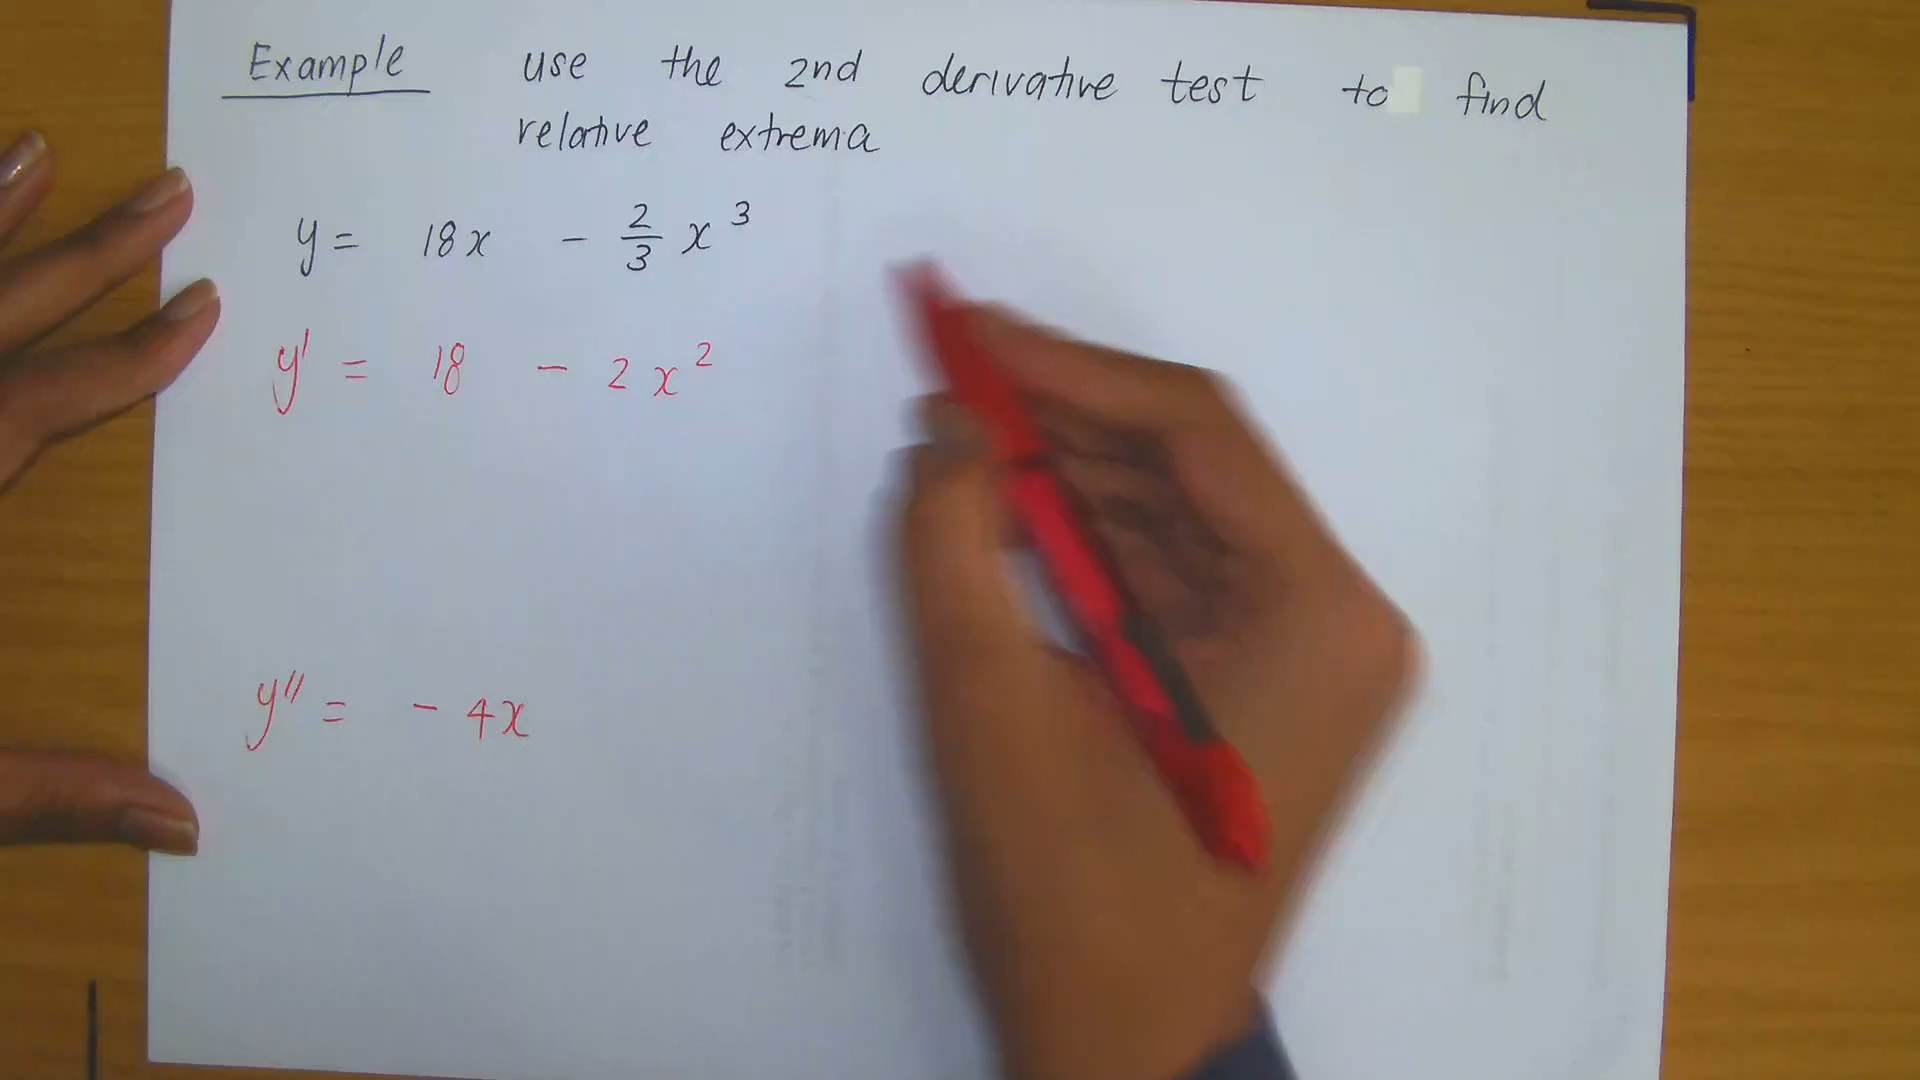 Example use the 2nd derivative test to find
relative extrema
y = 18x - 2/3 x³
y' = 18 - 2x²
y'' = - 4x